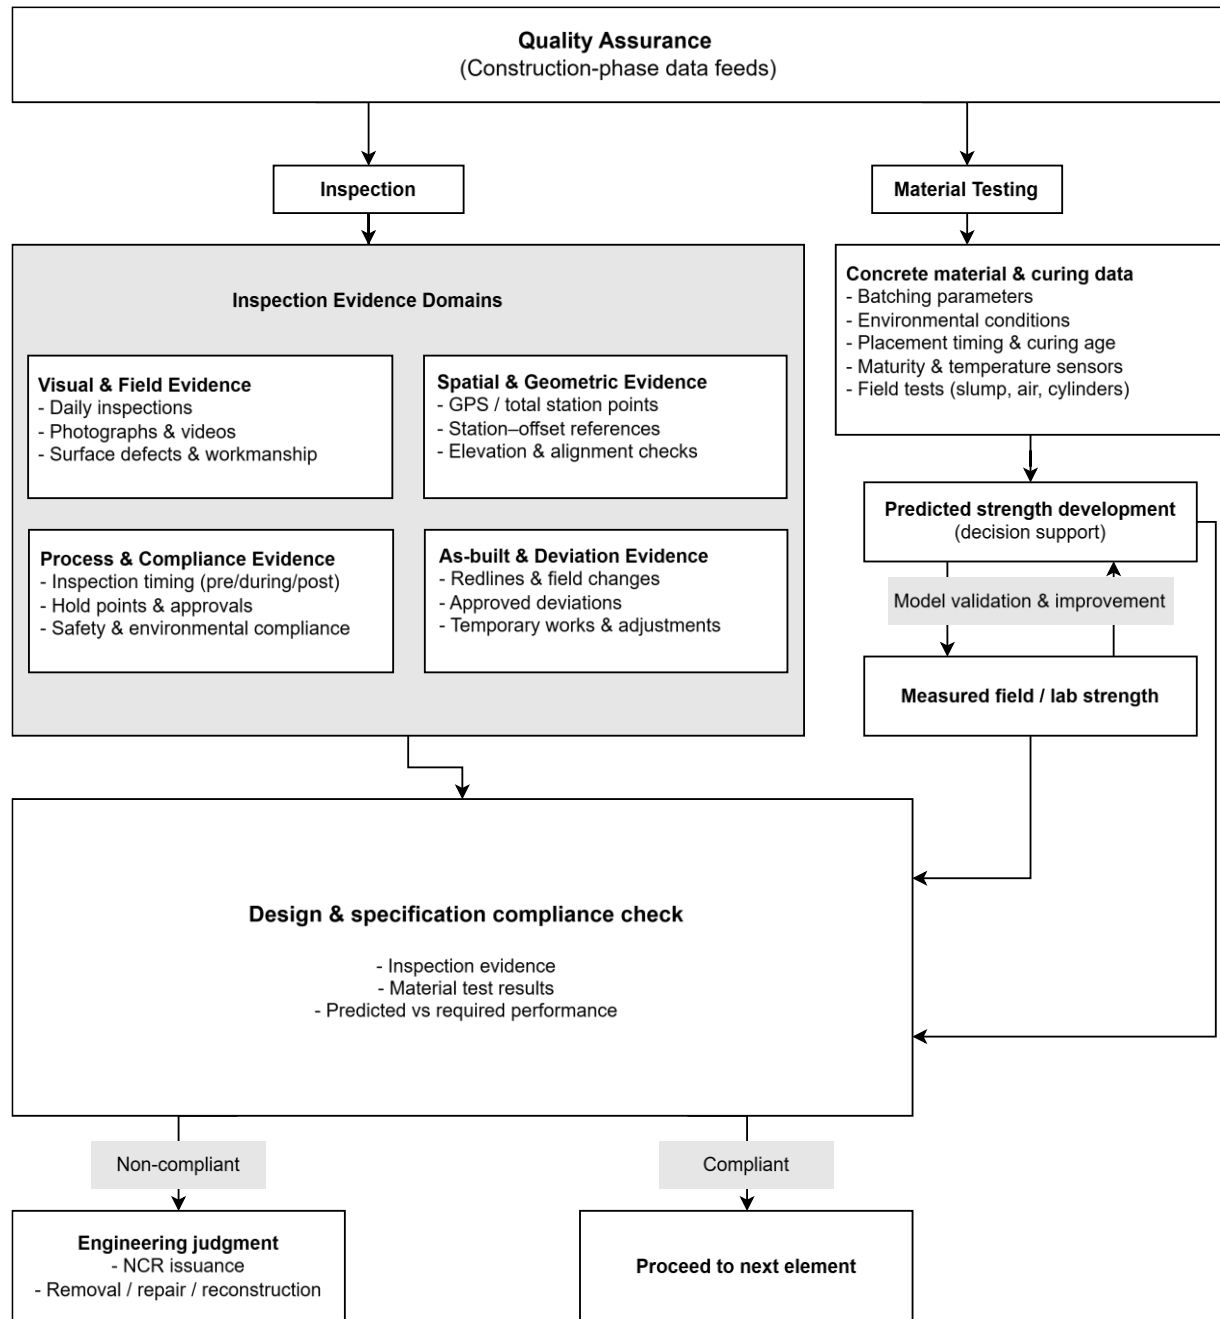 Quality Assurance
(Construction-phase data feeds)
Inspection
Material Testing
Inspection Evidence Domains
Visual & Field Evidence
- Daily inspections
- Photographs & videos
- Surface defects & workmanship
Spatial & Geometric Evidence
- GPS / total station points
- Station–offset references
- Elevation & alignment checks
Process & Compliance Evidence
- Inspection timing (pre/during/post)
- Hold points & approvals
- Safety & environmental compliance
As-built & Deviation Evidence
- Redlines & field changes
- Approved deviations
- Temporary works & adjustments
Concrete material & curing data
- Batching parameters
- Environmental conditions
- Placement timing & curing age
- Maturity & temperature sensors
- Field tests (slump, air, cylinders)
Predicted strength development
(decision support)
Model validation & improvement
Measured field / lab strength
Design & specification compliance check
- Inspection evidence
- Material test results
- Predicted vs required performance
Non-compliant
Compliant
Engineering judgment
- NCR issuance
- Removal / repair / reconstruction
Proceed to next element